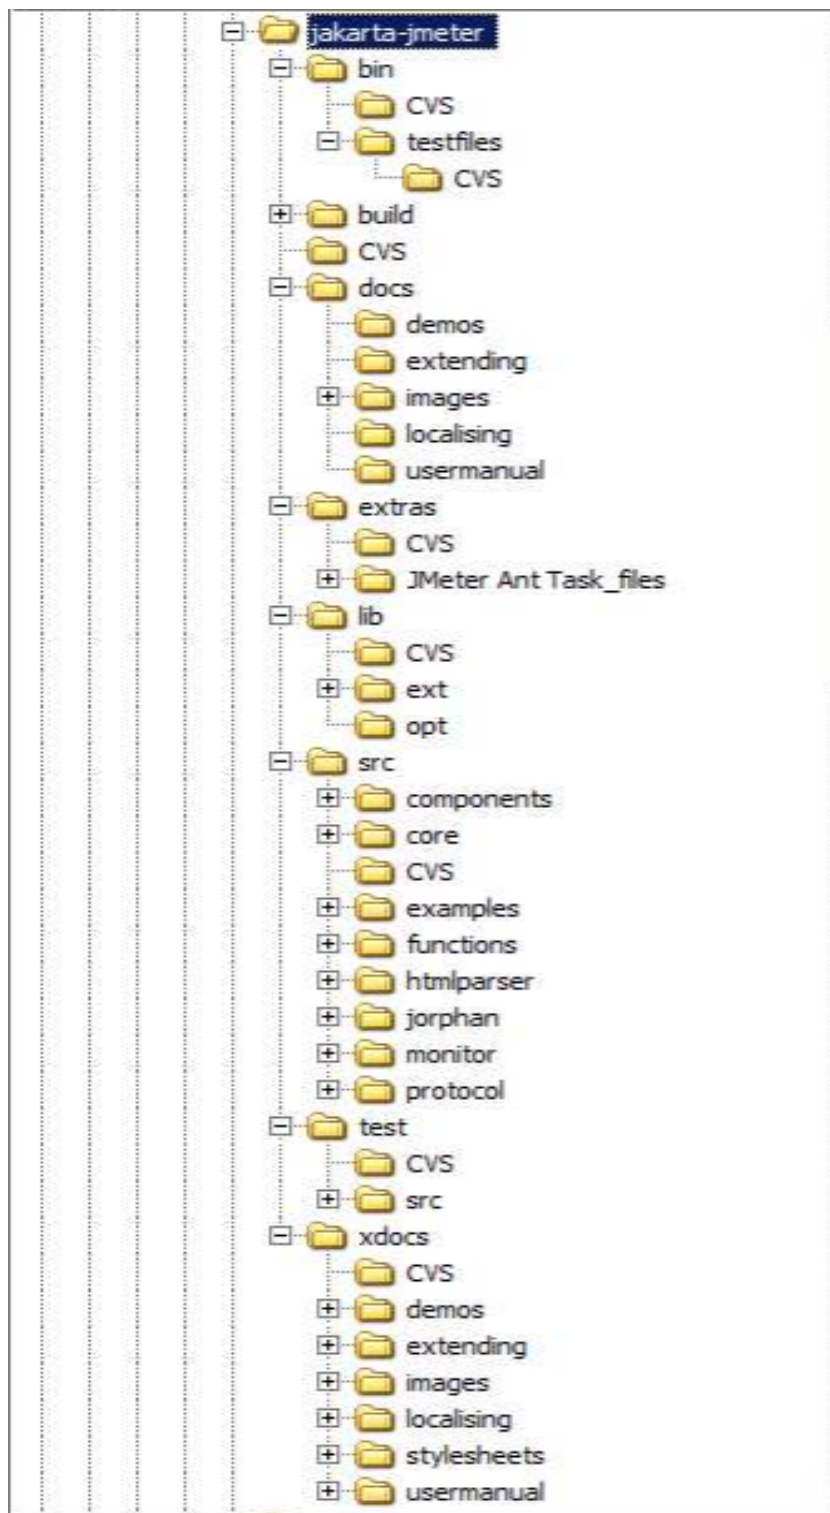 jakarta-jmeter
bin
CVS
testfiles
CVS
build
CVS
docs
demos
extending
images
localising
usermanual
extras
CVS
JMeter Ant Task_files
lib
CVS
ext
opt
src
components
core
CVS
examples
functions
htmlparser
jorphan
monitor
protocol
test
CVS
src
xdocs
CVS
demos
extending
images
localising
stylesheets
usermanual